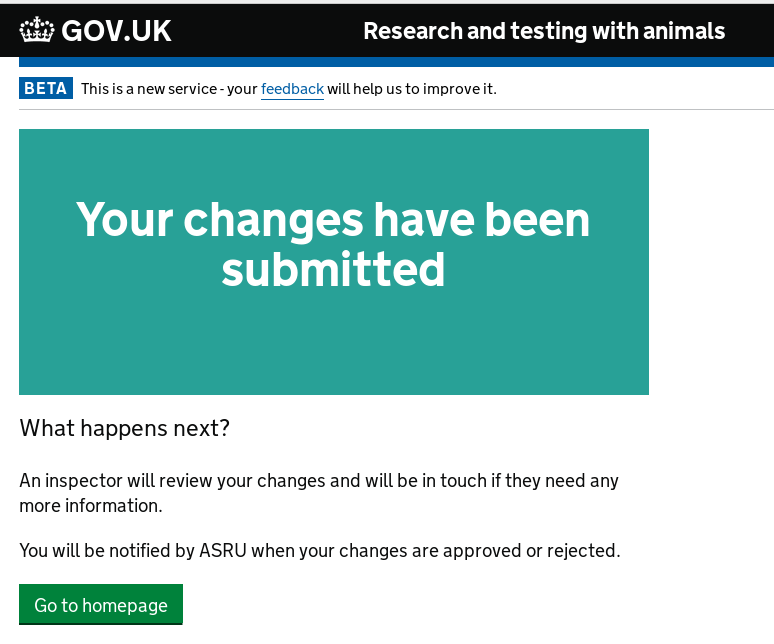 GOV.UK
Research and testing with animals
BETA
This is a new service - your feedback will help us to improve it.
Your changes have been
submitted
What happens next?
An inspector will review your changes and will be in touch if they need any
more information.
You will be notified by ASRU when your changes are approved or rejected.
Go to homepage